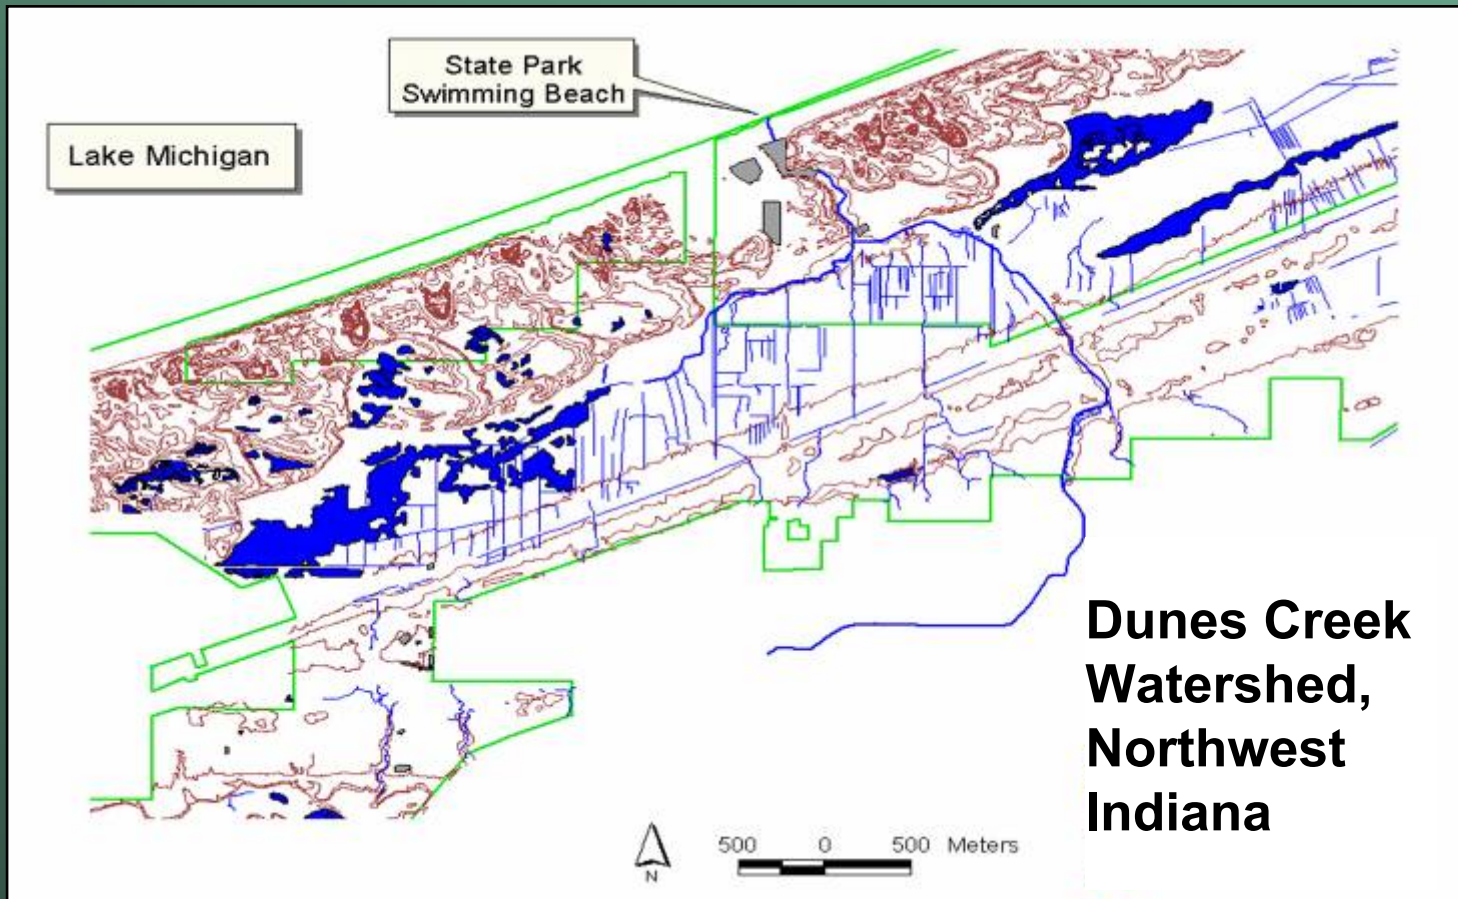 State Park
Swimming Beach
Lake Michigan
Dunes Creek
Watershed,
Northwest
Indiana
N
500 0 500 Meters